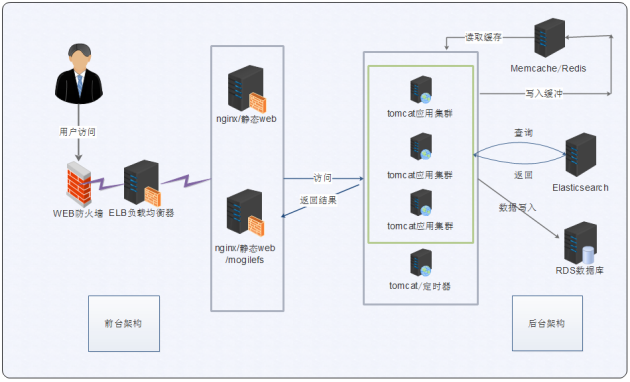 用户访问
WEB防火墙
ELB负载均衡器
nginx/静态web
nginx/静态web
/mogilefs
访问
返回结果
tomcat应用集群
tomcat应用集群
tomcat应用集群
tomcat/定时器
读取缓存
Memcache/Redis
写入缓冲
查询
返回
Elasticsearch
数据写入
RDS数据库
前台架构
后台架构